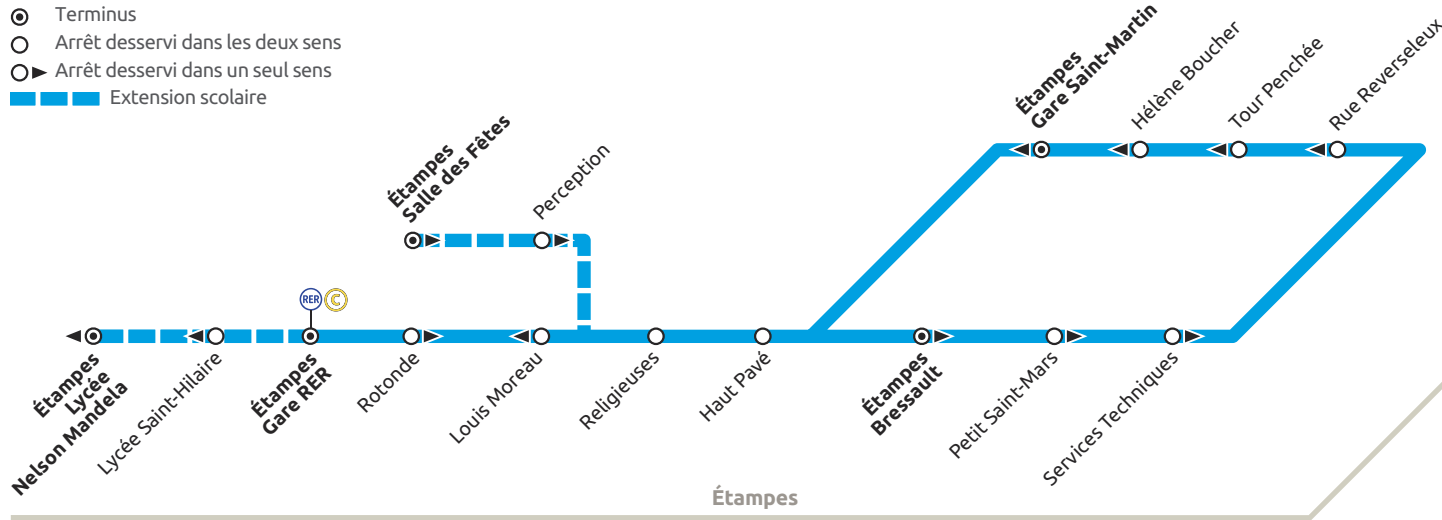 Terminus
Arrêt desservi dans les deux sens
Arrêt desservi dans un seul sens
Extension scolaire
Étampes
Salle des Fêtes
Perception
Étampes
Gare Saint-Martin
Hélène Boucher
Tour Penchée
Rue Reverseleux
RER C
Étampes
Lycée
Nelson Mandela
Lycée Saint-Hilaire
Étampes
Gare RER
Rotonde
Louis Moreau
Religieuses
Haut Pavé
Étampes
Bressault
Petit Saint-Mars
Services Techniques
Étampes